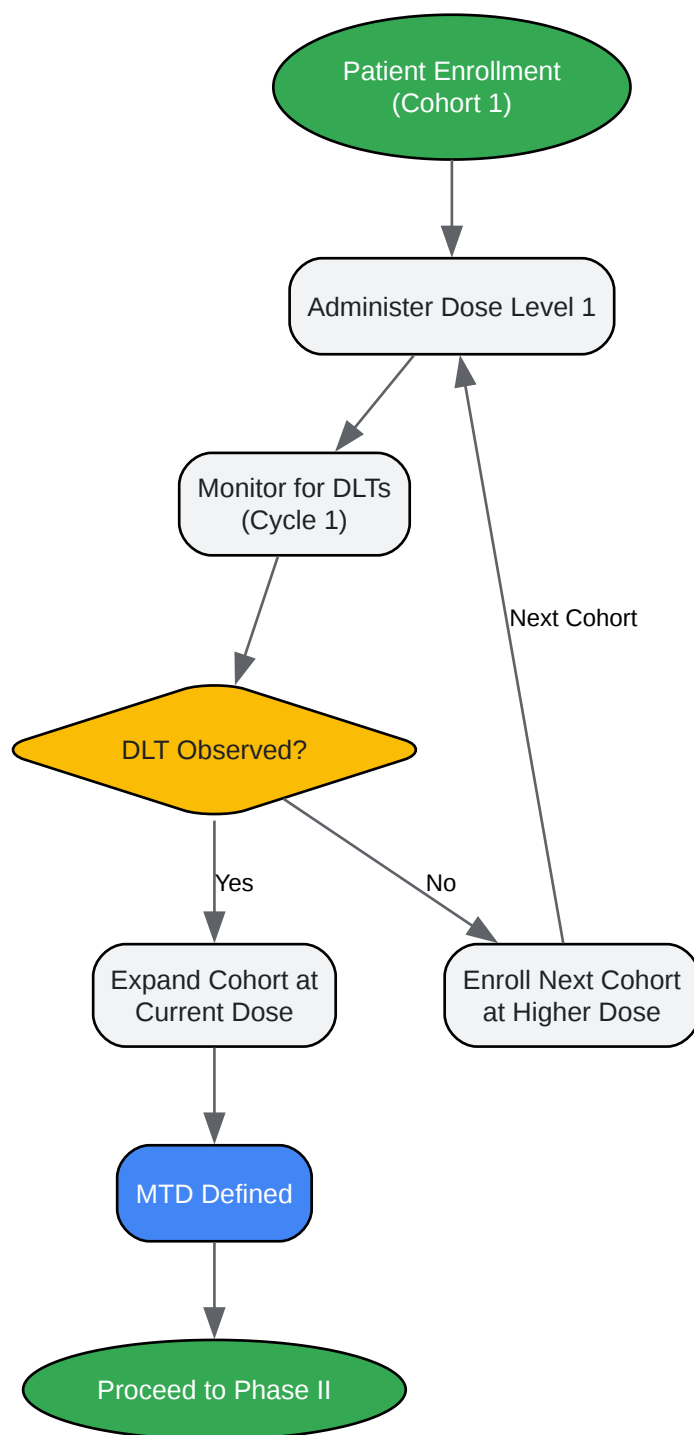 Patient Enrollment
(Cohort 1)
Administer Dose Level 1
Monitor for DLTs
(Cycle 1)
Next Cohort
DLT Observed?
Yes
No
Expand Cohort at
Current Dose
Enroll Next Cohort
at Higher Dose
MTD Defined
Proceed to Phase II